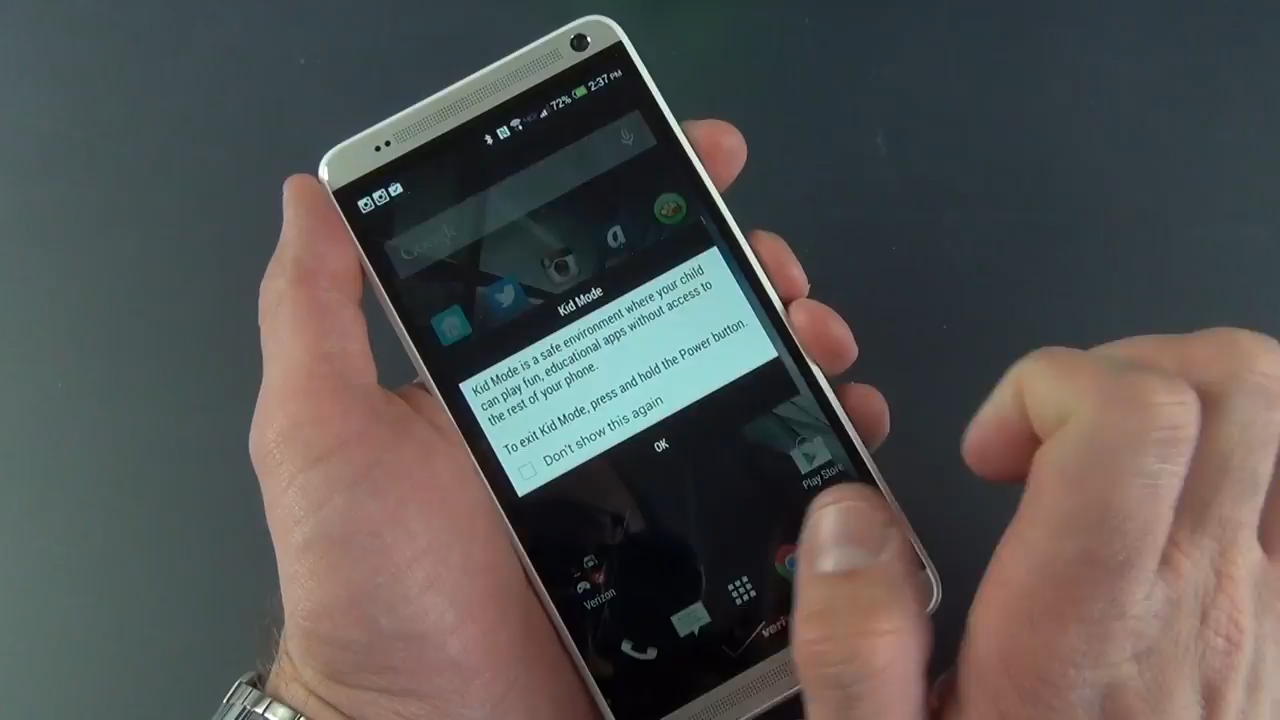 72% 2:37 PM
Google
a
Kid Mode
Kid Mode is a safe environment where your child
can play fun, educational apps without access to
the rest of your phone.
To exit Kid Mode, press and hold the Power button.
Don't show this again
OK
Play Store
Verizon